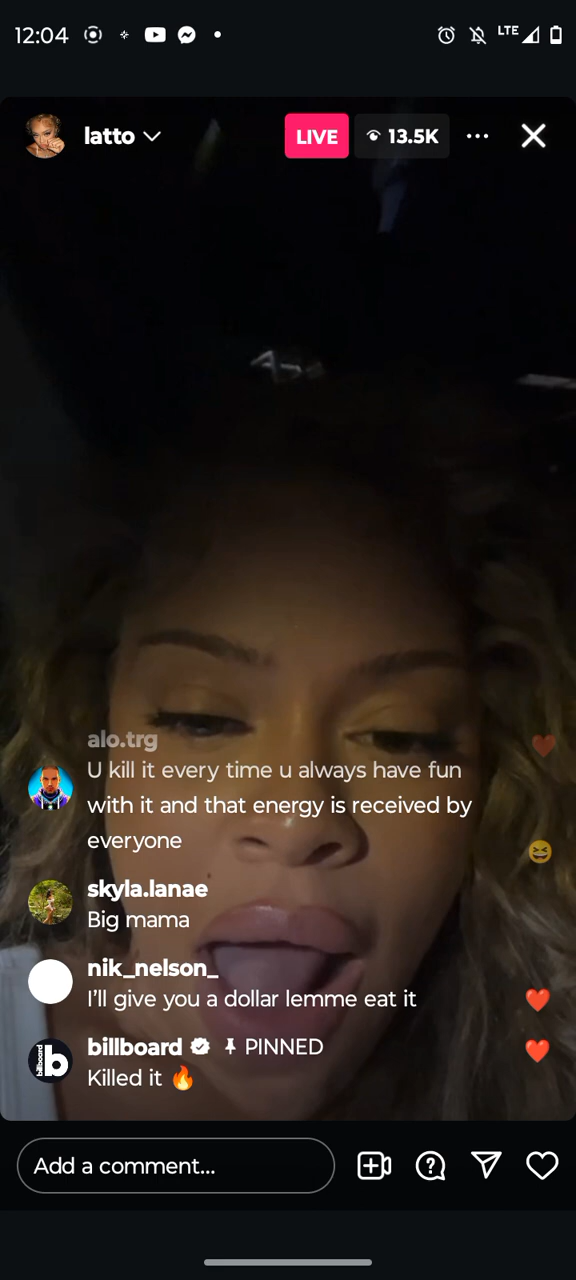 12:04
LTE
latto
LIVE
13.5K
alo.trg
U kill it every time u always have fun
with it and that energy is received by
everyone
skyla.lanae
Big mama
nik_nelson_
I'll give you a dollar lemme eat it
billboard
b
billboard PINNED
Killed it 🔥
Add a comment...